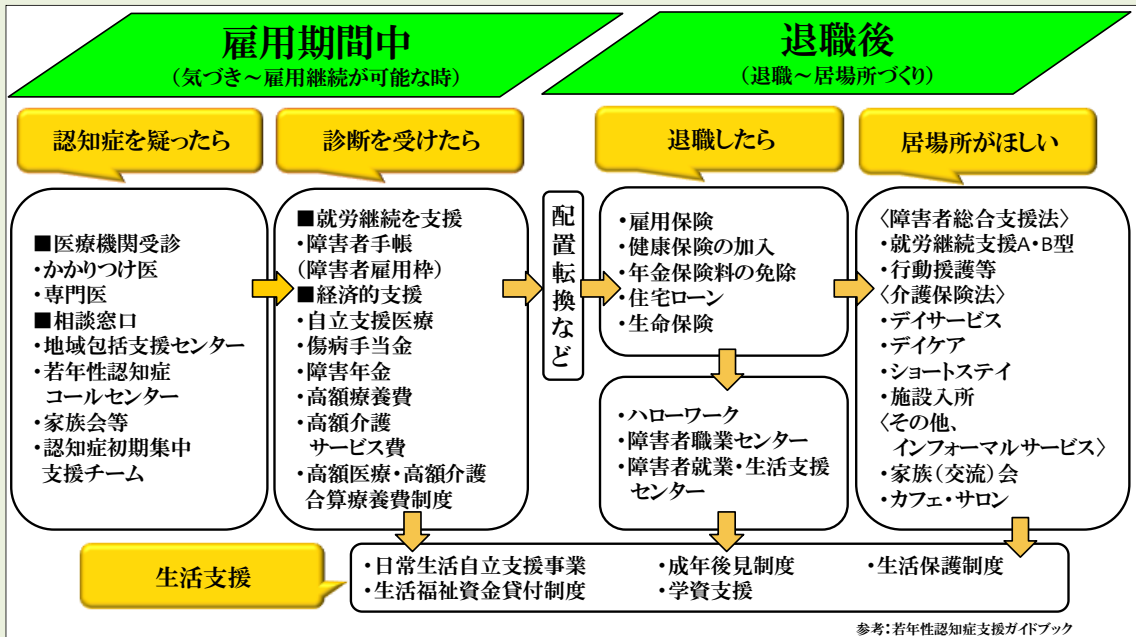 雇用期間中
(気づき～雇用継続が可能な時)
退職後
(退職～居場所づくり)
認知症を疑ったら
■医療機関受診
・かかりつけ医
・専門医
■相談窓口
・地域包括支援センター
・若年性認知症
コールセンター
・家族会等
・認知症初期集中
支援チーム
診断を受けたら
■就労継続を支援
・障害者手帳
(障害者雇用枠)
■経済的支援
・自立支援医療
・傷病手当金
・障害年金
・高額療養費
・高額介護
サービス費
・高額医療・高額介護
合算療養費制度
配置転換など
退職したら
・雇用保険
・健康保険の加入
・年金保険料の免除
・住宅ローン
・生命保険
・ハローワーク
・障害者職業センター
・障害者就業・生活支援
センター
居場所がほしい
〈障害者総合支援法〉
・就労継続支援A・B型
・行動援護等
〈介護保険法〉
・デイサービス
・デイケア
・ショートステイ
・施設入所
〈その他、
インフォーマルサービス〉
・家族(交流)会
・カフェ・サロン
生活支援
・日常生活自立支援事業
・生活福祉資金貸付制度
・成年後見制度
・学資支援
・生活保護制度
参考:若年性認知症支援ガイドブック